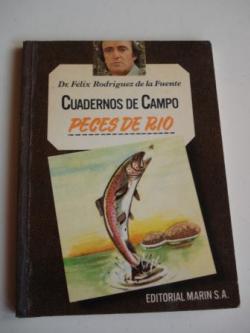 Dr. Félix Rodríguez de la Fuente
CUADERNOS DE CAMPO
PECES DE RIO
EDITORIAL MARIN S.A.